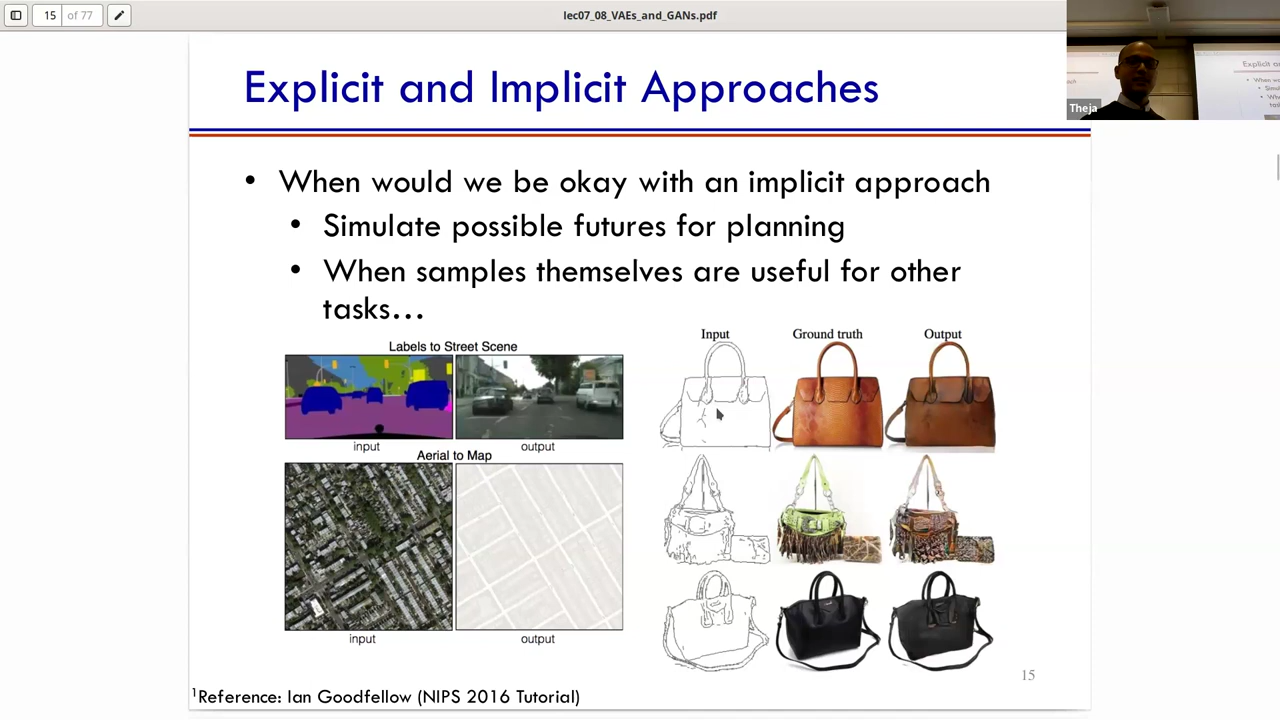 15 of 77
lec07_08_VAEs_and_GANs.pdf
Theja
Explicit and Implicit Approaches
• When would we be okay with an implicit approach
• Simulate possible futures for planning
• When samples themselves are useful for other
tasks…
Labels to Street Scene
input output
Aerial to Map
input output
Input Ground truth Output
15
1Reference: Ian Goodfellow (NIPS 2016 Tutorial)